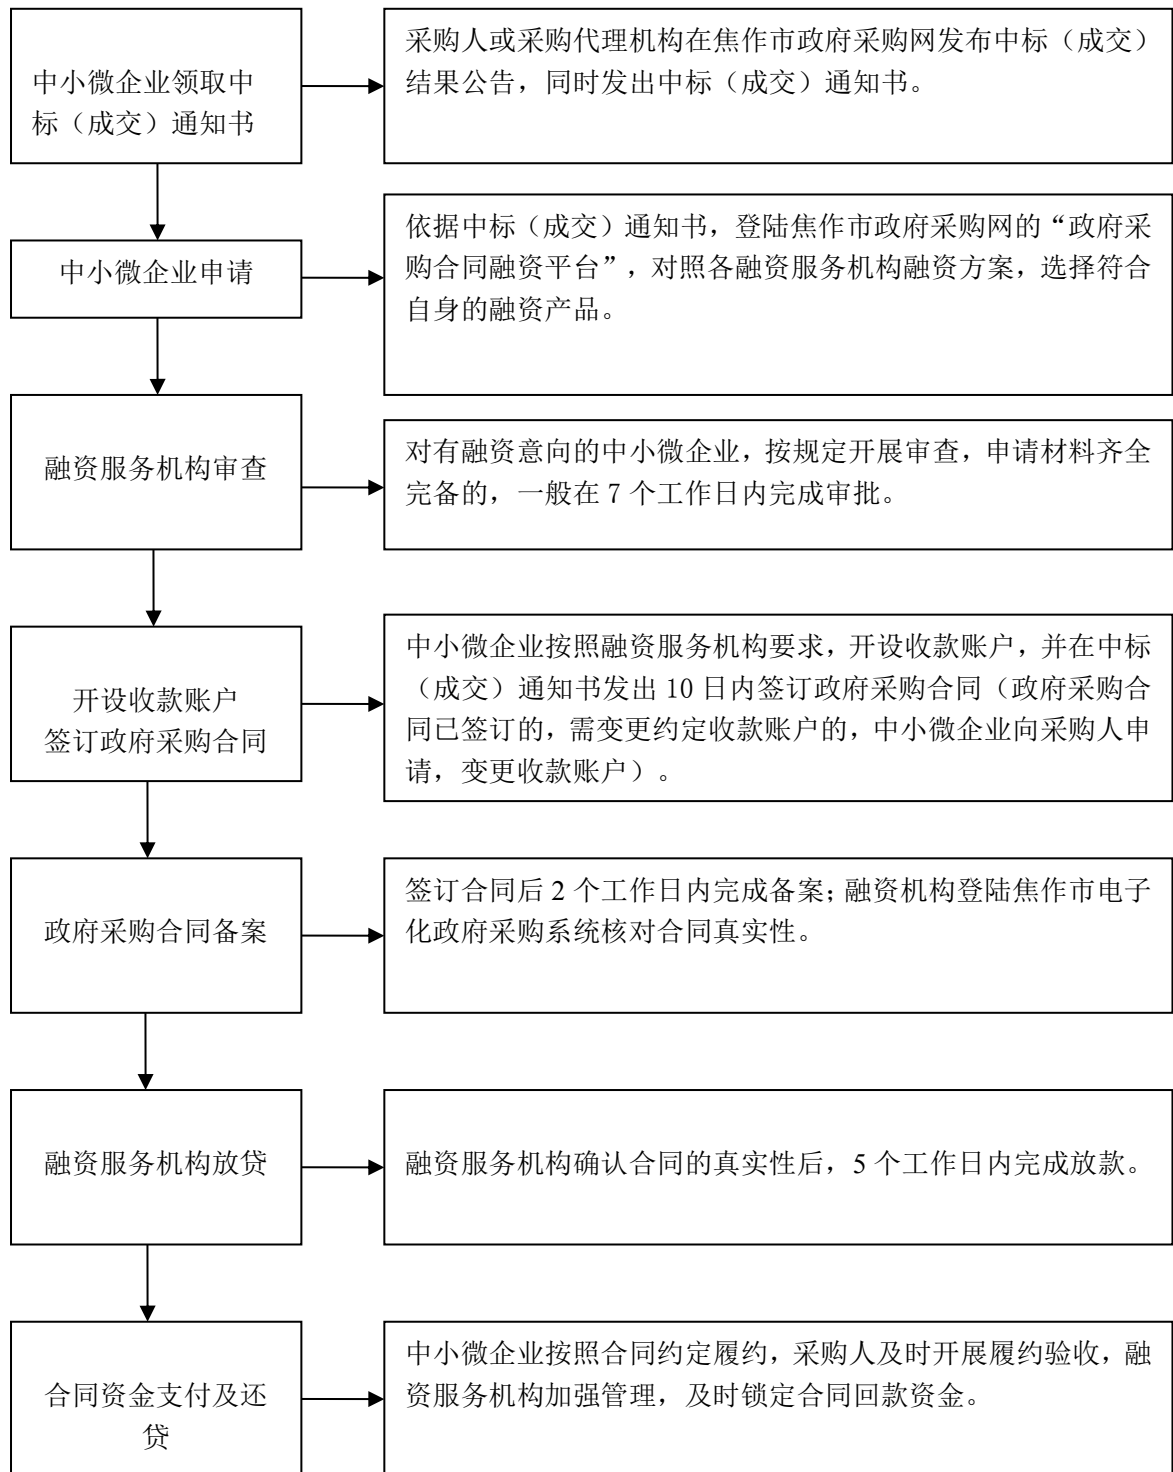 中小微企业领取中
标（成交）通知书
采购人或采购代理机构在焦作市政府采购网发布中标（成交）
结果公告，同时发出中标（成交）通知书。
中小微企业申请
依据中标（成交）通知书，登陆焦作市政府采购网的“政府采
购合同融资平台”，对照各融资服务机构融资方案，选择符合
自身的融资产品。
融资服务机构审查
对有融资意向的中小微企业，按规定开展审查，申请材料齐全
完备的，一般在 7 个工作日内完成审批。
开设收款账户
签订政府采购合同
中小微企业按照融资服务机构要求，开设收款账户，并在中标
（成交）通知书发出 10 日内签订政府采购合同（政府采购合
同已签订的，需变更约定收款账户的，中小微企业向采购人申
请，变更收款账户）。
政府采购合同备案
签订合同后 2 个工作日内完成备案；融资机构登陆焦作市电子
化政府采购系统核对合同真实性。
融资服务机构放贷
融资服务机构确认合同的真实性后，5 个工作日内完成放款。
合同资金支付及还
贷
中小微企业按照合同约定履约，采购人及时开展履约验收，融
资服务机构加强管理，及时锁定合同回款资金。